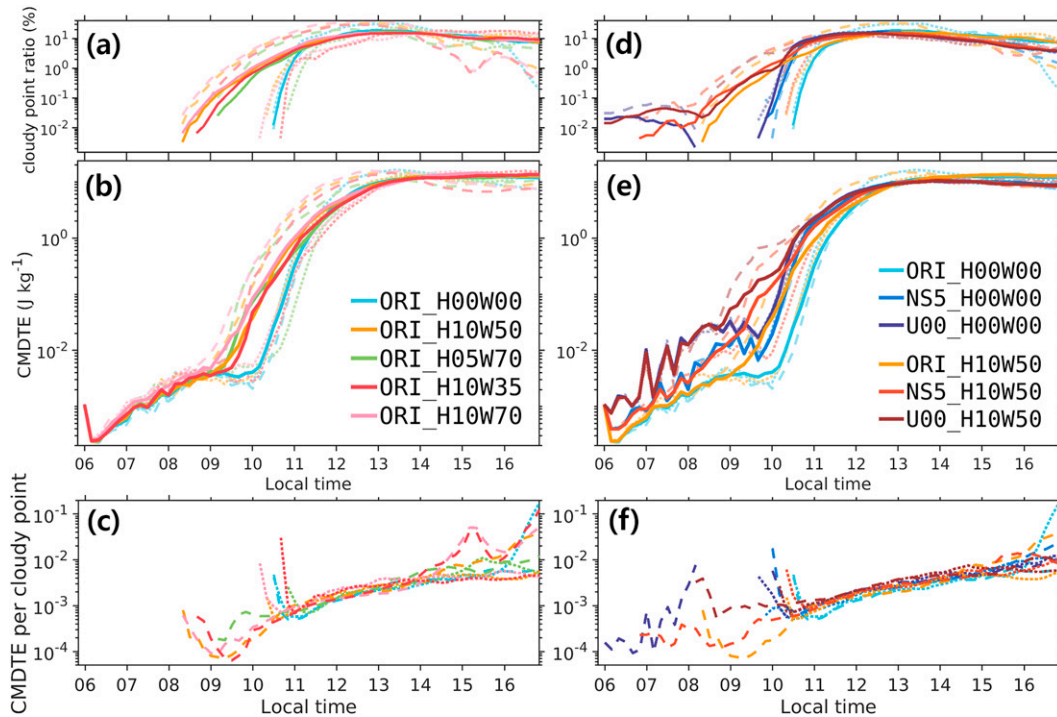 (a)
cloudy point ratio (%)
10^1
10^0
10^-1
10^-2
(d)
10^1
10^0
10^-1
10^-2
(b)
CMDTE (J kg^-1)
10^0
10^-2
ORI_H00W00
ORI_H10W50
ORI_H05W70
ORI_H10W35
ORI_H10W70
06 07 08 09 10 11 12 13 14 15 16
Local time
(e)
CMDTE (J kg^-1)
10^0
10^-2
ORI_H00W00
NS5_H00W00
U00_H00W00
ORI_H10W50
NS5_H10W50
U00_H10W50
06 07 08 09 10 11 12 13 14 15 16
Local time
(c)
CMDTE per cloudy point
10^-1
10^-2
10^-3
10^-4
06 07 08 09 10 11 12 13 14 15 16
Local time
(f)
10^-1
10^-2
10^-3
10^-4
06 07 08 09 10 11 12 13 14 15 16
Local time